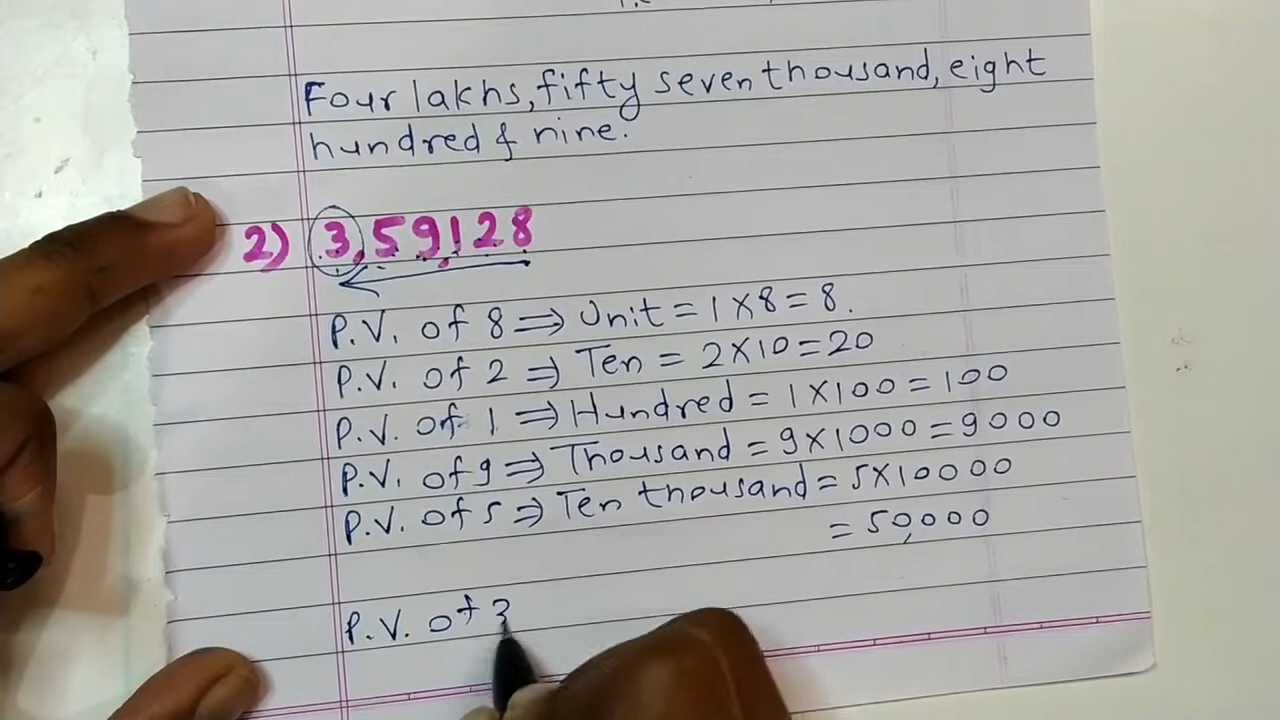 Four lakhs, fifty seven thousand, eight
hundred & nine.
2) 3,59,128
P.V. of 8 ⇒ Unit = 1×8=8.
P.V. of 2 ⇒ Ten = 2×10=20
P.V. of 1 ⇒ Hundred = 1×100=100
P.V. of 9 ⇒ Thousand = 9×1000=9000
P.V. of 5 ⇒ Ten thousand = 5×10000
= 50,000
P.V. of 3